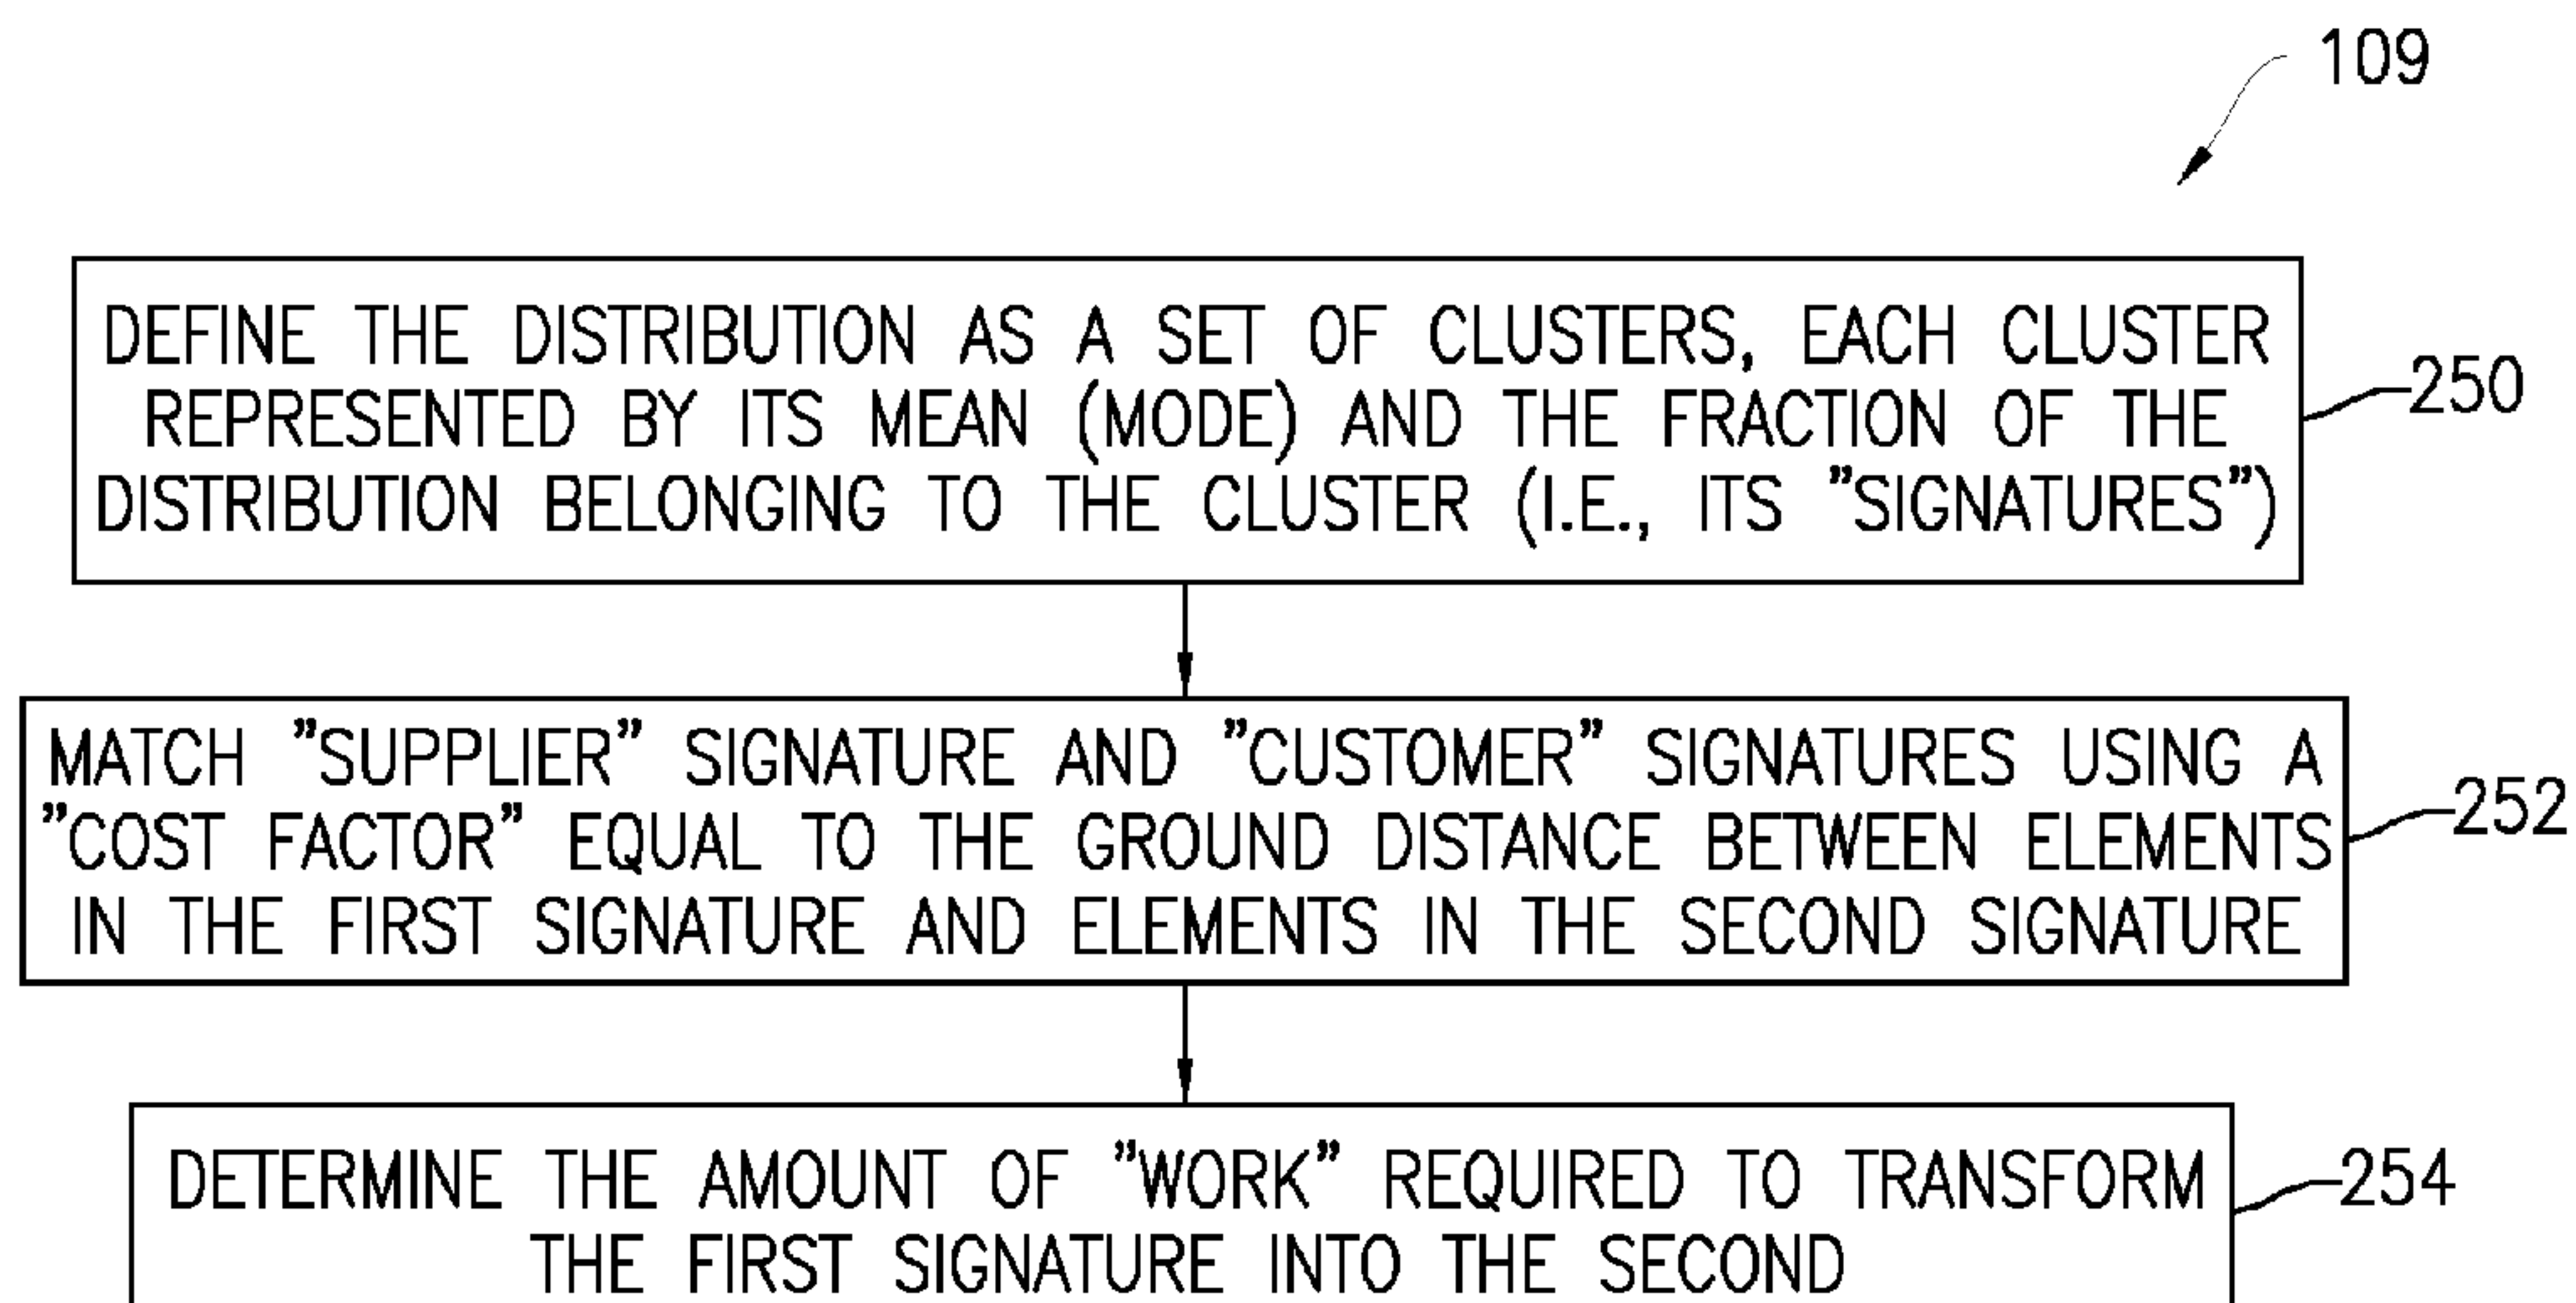 109
DEFINE THE DISTRIBUTION AS A SET OF CLUSTERS, EACH CLUSTER
REPRESENTED BY ITS MEAN (MODE) AND THE FRACTION OF THE
DISTRIBUTION BELONGING TO THE CLUSTER (I.E., ITS ”SIGNATURES”)
250
MATCH ”SUPPLIER” SIGNATURE AND ”CUSTOMER” SIGNATURES USING A
”COST FACTOR” EQUAL TO THE GROUND DISTANCE BETWEEN ELEMENTS
IN THE FIRST SIGNATURE AND ELEMENTS IN THE SECOND SIGNATURE
252
DETERMINE THE AMOUNT OF ”WORK” REQUIRED TO TRANSFORM
THE FIRST SIGNATURE INTO THE SECOND
254